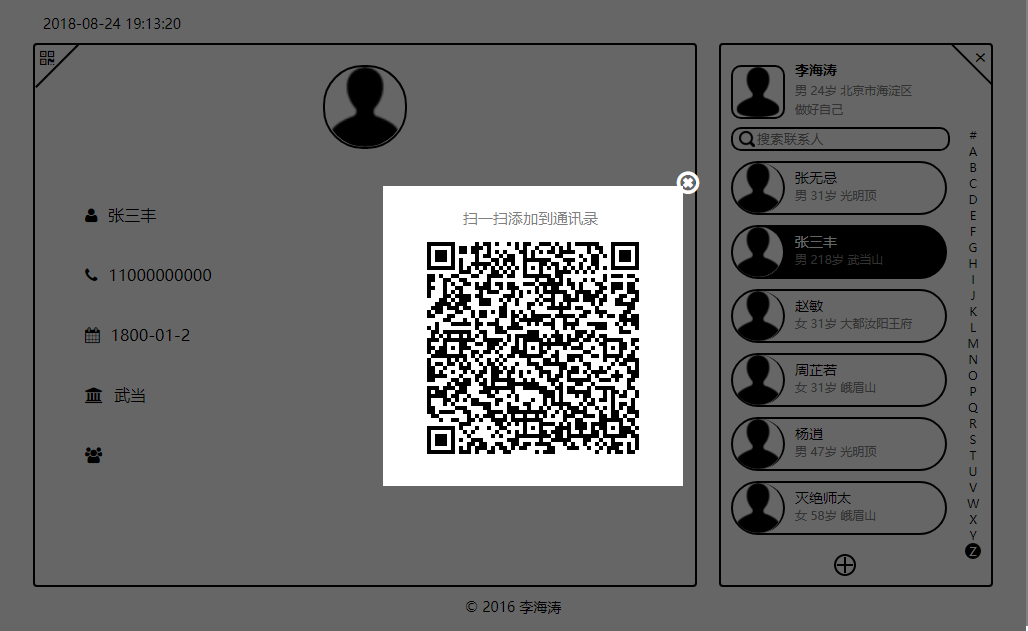 2018-08-24 19:13:20
张三丰
11000000000
1800-01-2
武当
扫一扫添加到通讯录
李海涛
男 24岁 北京市海淀区
做好自己
搜索联系人
张无忌
男 31岁 光明顶
张三丰
男 218岁 武当山
赵敏
女 31岁 大都汝阳王府
周芷若
女 31岁 峨眉山
杨逍
男 47岁 光明顶
灭绝师太
女 58岁 峨眉山
#
A
B
C
D
E
F
G
H
I
J
K
L
M
N
O
P
Q
R
S
T
U
V
W
X
Y
Z
© 2016 李海涛